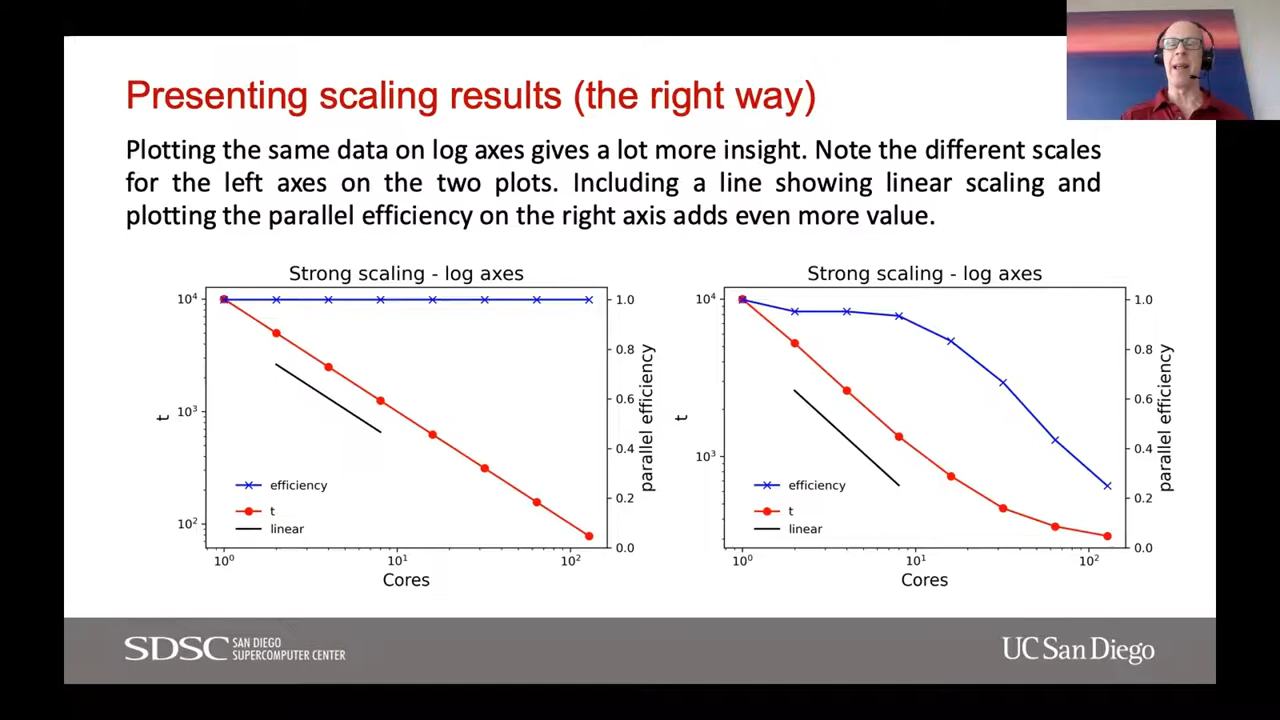 Presenting scaling results (the right way)
Plotting the same data on log axes gives a lot more insight. Note the different scales
for the left axes on the two plots. Including a line showing linear scaling and
plotting the parallel efficiency on the right axis adds even more value.
Strong scaling - log axes
10⁴
10³
10²
t
1.0
0.8
0.6
0.4
0.2
0.0
parallel efficiency
efficiency
t
linear
10⁰
10¹
10²
Cores
Strong scaling - log axes
10⁴
10³
t
1.0
0.8
0.6
0.4
0.2
0.0
parallel efficiency
efficiency
t
linear
10⁰
10¹
10²
Cores
SDSC SAN DIEGO
SUPERCOMPUTER CENTER
UC San Diego